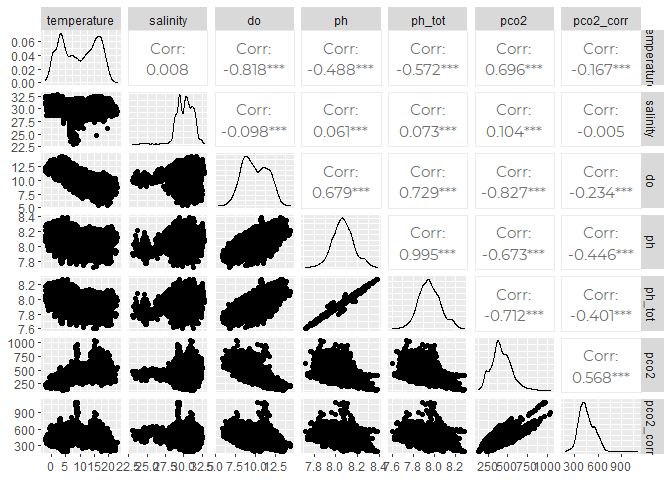 temperature salinity do ph ph_tot pco2 pco2_corr
0.06
0.04
0.02
0.00
Corr:
0.008
Corr:
-0.818***
Corr:
-0.488***
Corr:
-0.572***
Corr:
0.696***
Corr:
-0.167***
temperature
32.5
30.0
27.5
25.0
22.5
Corr:
-0.098***
Corr:
0.061***
Corr:
0.073***
Corr:
0.104***
Corr:
-0.005
salinity
12.5
10.0
7.5
5.0
Corr:
0.679***
Corr:
0.729***
Corr:
-0.827***
Corr:
-0.234***
do
8.4
8.2
8.0
7.8
Corr:
0.995***
Corr:
-0.673***
Corr:
-0.446***
ph
8.2
8.0
7.8
7.6
Corr:
-0.712***
Corr:
-0.401***
ph_tot
1000
750
500
250
Corr:
0.568***
pco2
900
600
300
pco2_corr
0 5 10 15 20 22.5 25.0 27.5 30.0 32.5 5.0 7.5 10.0 12.5 7.8 8.0 8.2 8.4 7.6 7.8 8.0 8.2 250 500 750 1000 300 600 900